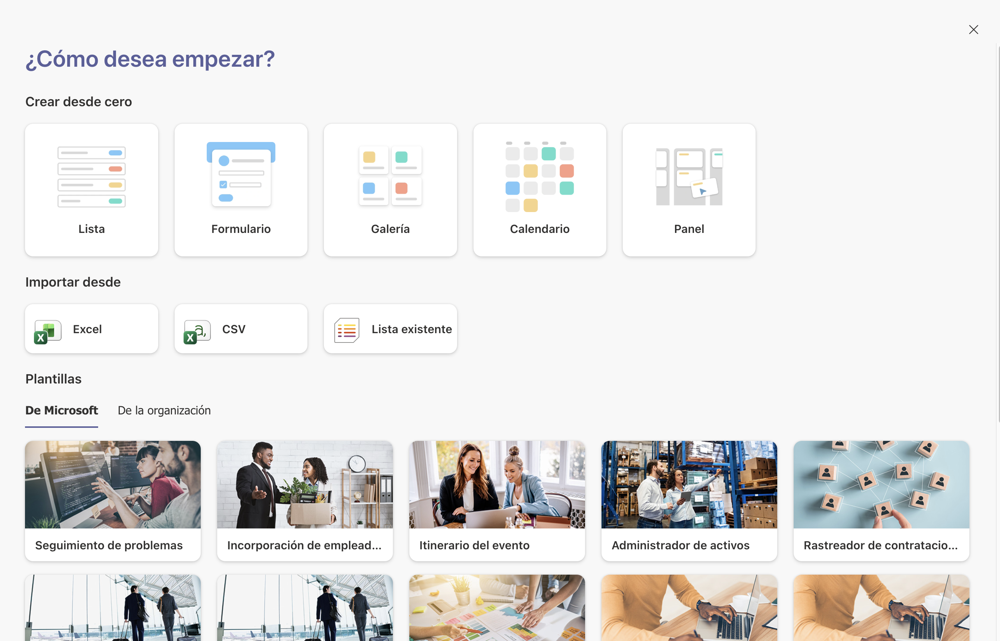 ¿Cómo desea empezar?
Crear desde cero
Lista
Formulario
Galería
Calendario
Panel
Importar desde
Excel
CSV
Lista existente
Plantillas
De Microsoft
De la organización
Seguimiento de problemas
Incorporación de emplead...
Itinerario del evento
Administrador de activos
Rastreador de contratacio...